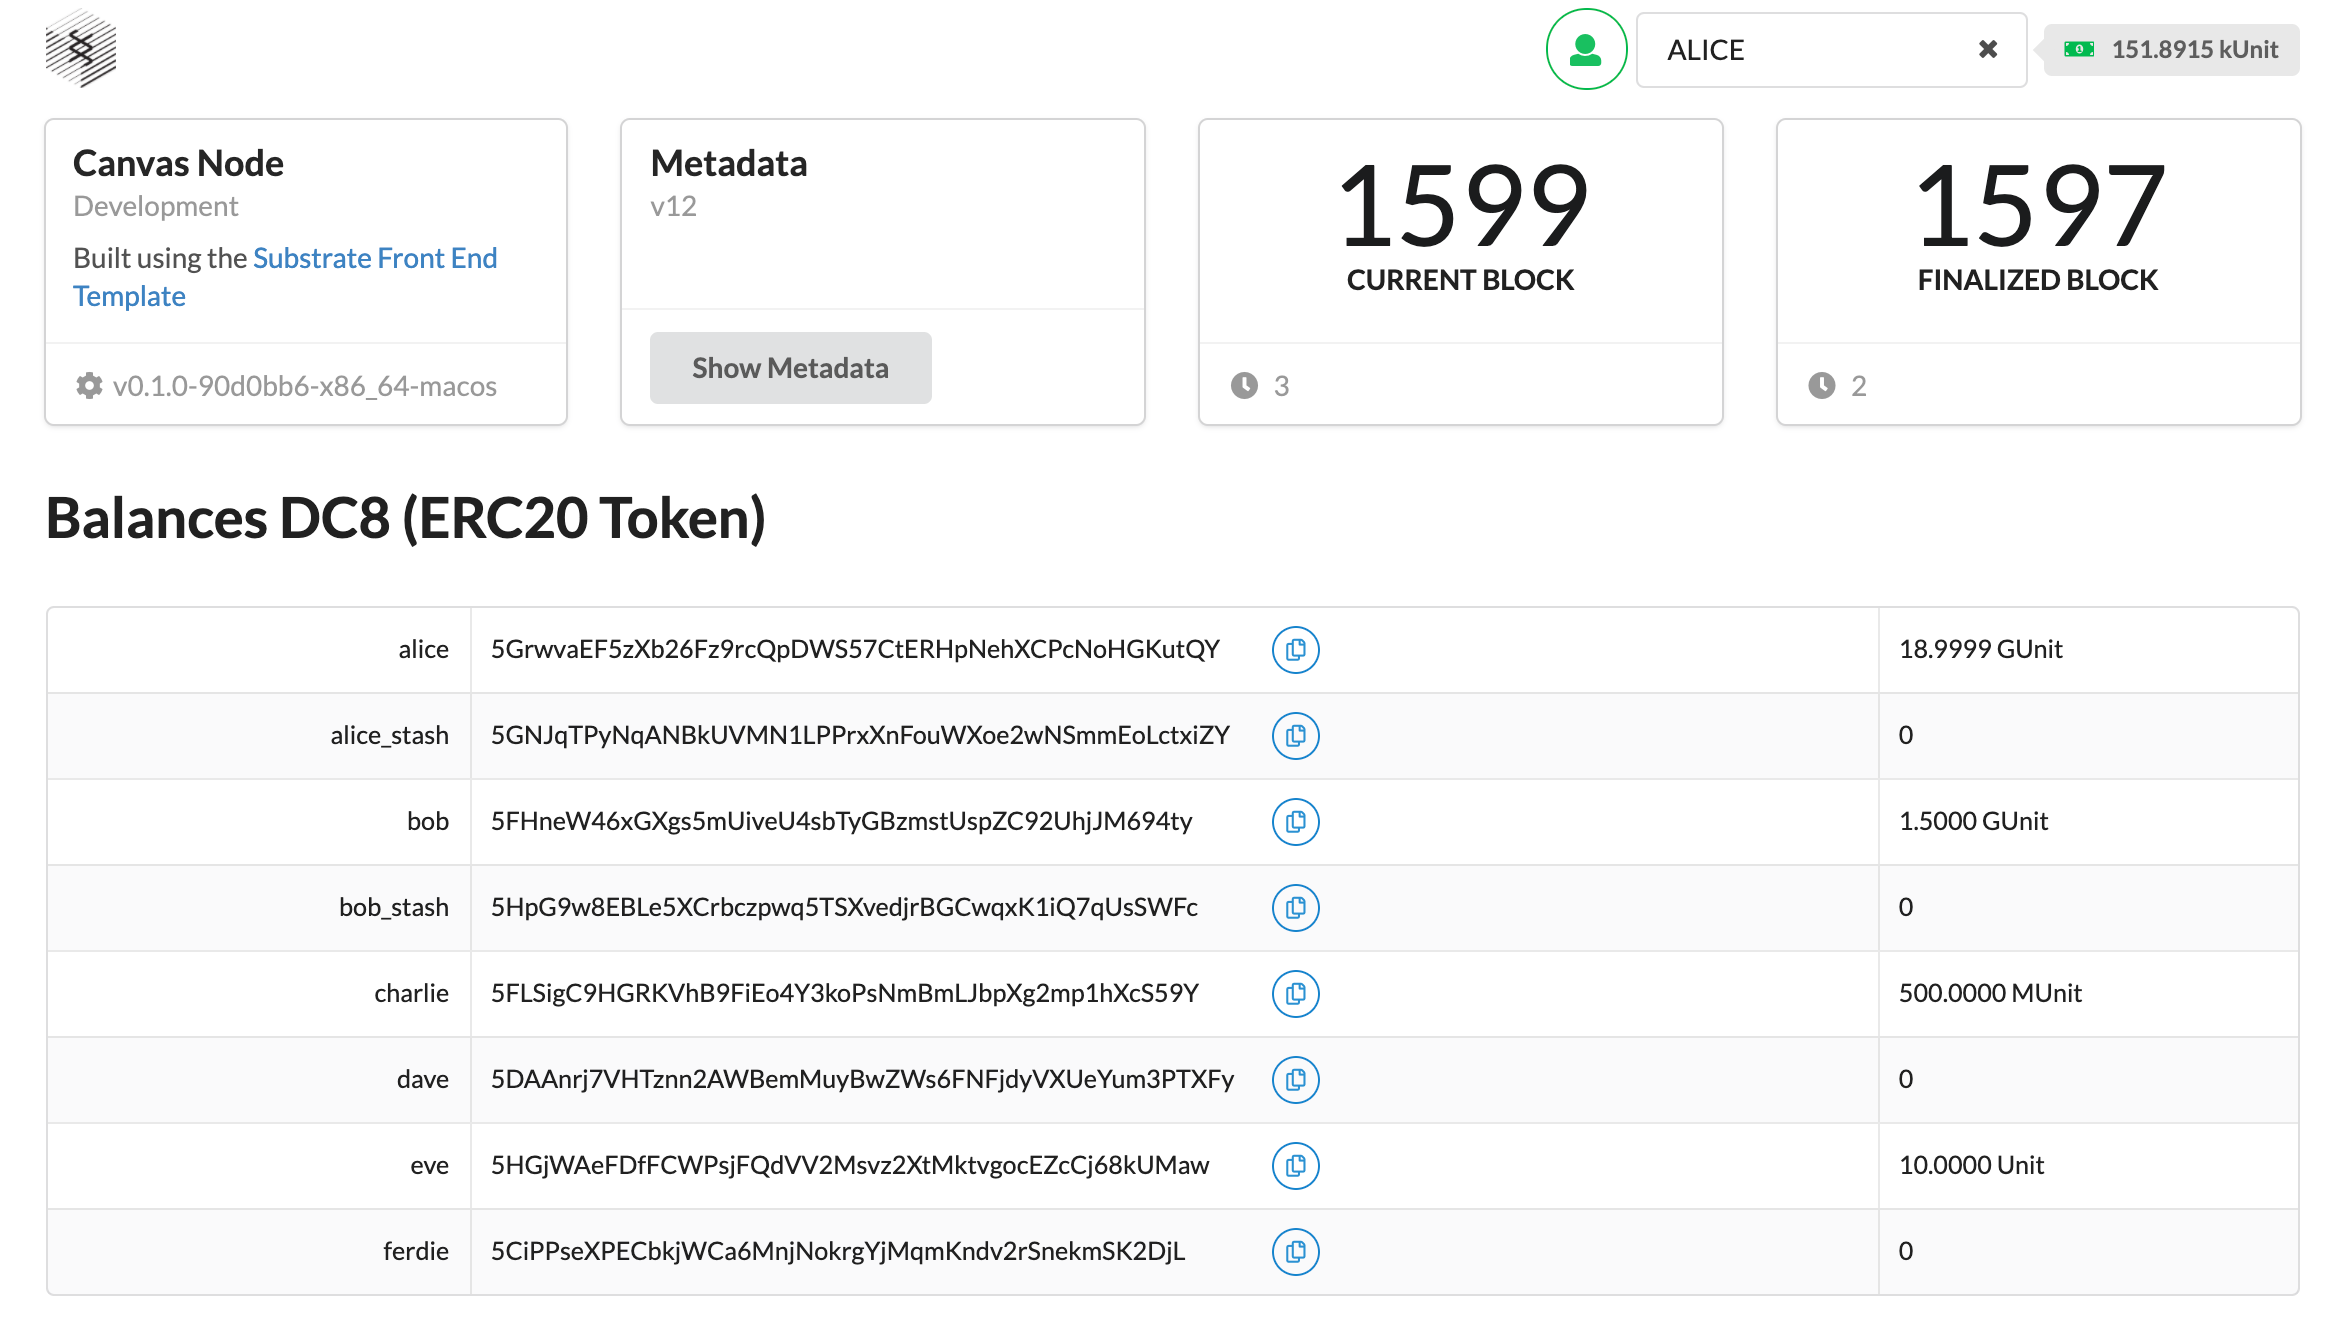 ALICE
151.8915 kUnit
Canvas Node
Development
Built using the Substrate Front End
Template
v0.1.0-90d0bb6-x86_64-macos
Metadata
v12
Show Metadata
1599
CURRENT BLOCK
3
1597
FINALIZED BLOCK
2
Balances DC8 (ERC20 Token)
alice 5GrwvaEF5zXb26Fz9rcQpDWS57CtERHpNehXCPcNoHGKutQY 18.9999 GUnit
alice_stash 5GNJqTPyNqANBkUVMN1LPPrxXnFouWXoe2wNSmmEoLctxiZY 0
bob 5FHneW46xGXgs5mUiveU4sbTyGBzmstUspZC92UhjJM694ty 1.5000 GUnit
bob_stash 5HpG9w8EBLe5XCrbczpwq5TSXvedjrBGCwqxK1iQ7qUsSWFc 0
charlie 5FLSigC9HGRKVhB9FiEo4Y3koPsNmBmLJbpXg2mp1hXcS59Y 500.0000 MUnit
dave 5DAAnrj7VHTznn2AWBemMuyBwZWs6FNFjdyVXUeYum3PTXFy 0
eve 5HGjWAeFDfFCWPsjFQdVV2Msvz2XtMktvgocEZcCj68kUMaw 10.0000 Unit
ferdie 5CiPPseXPECbkjWCa6MnjNokrgYjMqmKndv2rSnekmSK2DjL 0